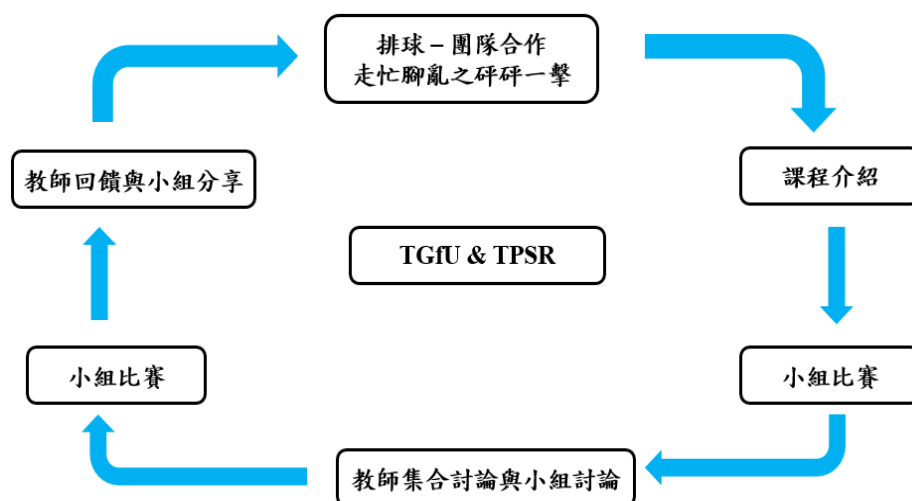 排球 – 團隊合作
走忙腳亂之砰砰一擊
課程介紹
小組比賽
教師集合討論與小組討論
小組比賽
教師回饋與小組分享
TGfU & TPSR